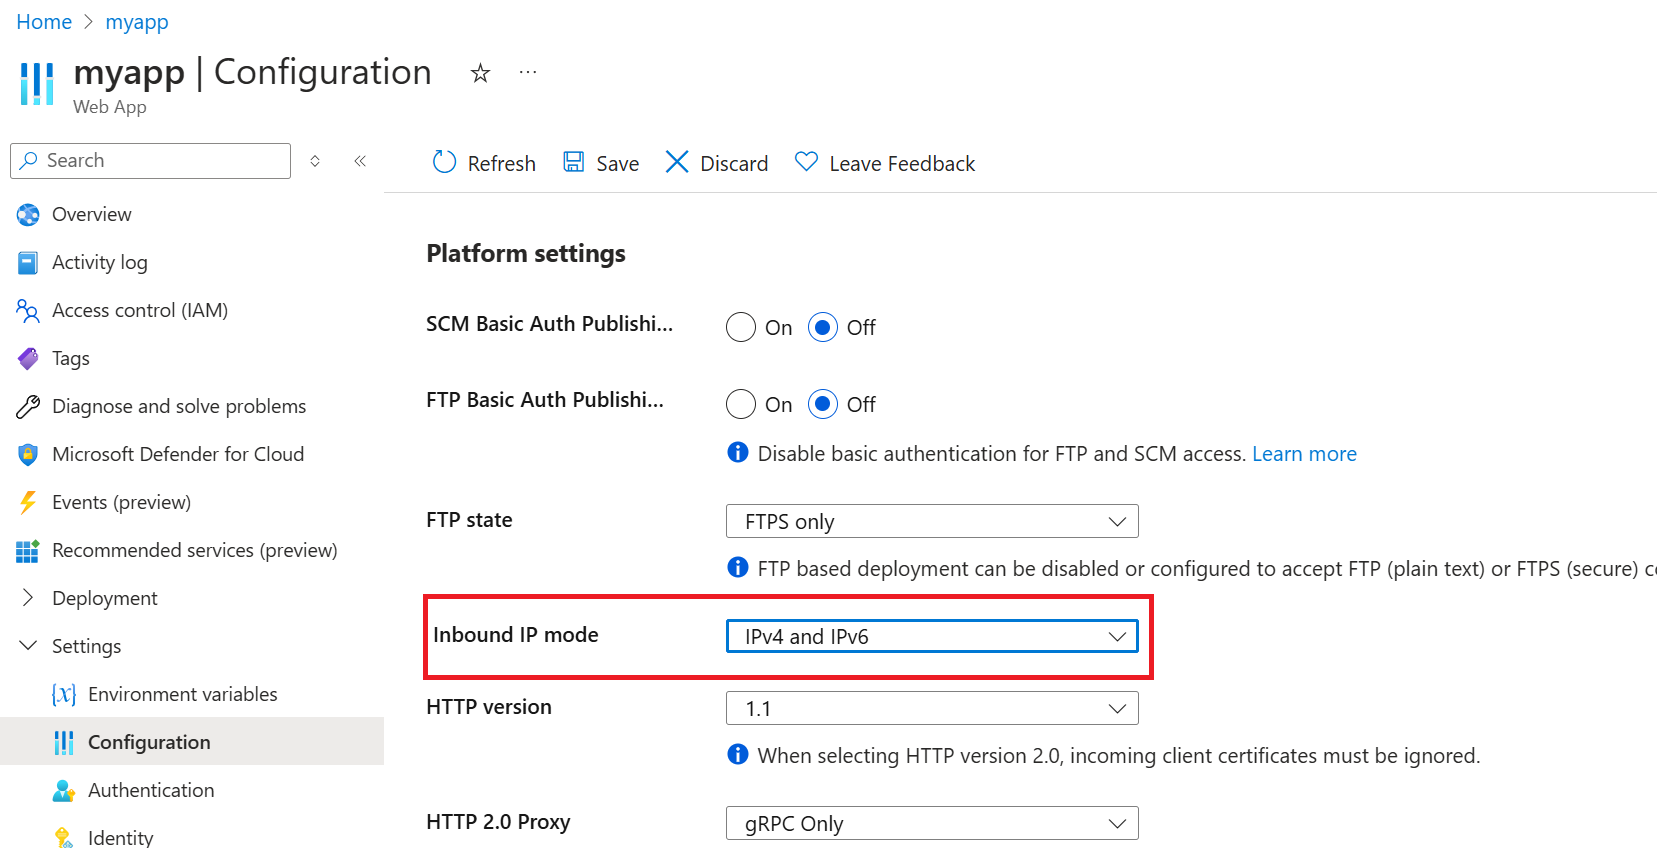 Home > myapp
myapp | Configuration
Web App
Search
Refresh
Save
Discard
Leave Feedback
Overview
Activity log
Access control (IAM)
Tags
Diagnose and solve problems
Microsoft Defender for Cloud
Events (preview)
Recommended services (preview)
Deployment
Settings
Environment variables
Configuration
Authentication
Identity
Platform settings
SCM Basic Auth Publishi...
On
Off
FTP Basic Auth Publishi...
On
Off
Disable basic authentication for FTP and SCM access. Learn more
FTP state
FTPS only
FTP based deployment can be disabled or configured to accept FTP (plain text) or FTPS (secure)
Inbound IP mode
IPv4 and IPv6
HTTP version
1.1
When selecting HTTP version 2.0, incoming client certificates must be ignored.
HTTP 2.0 Proxy
gRPC Only